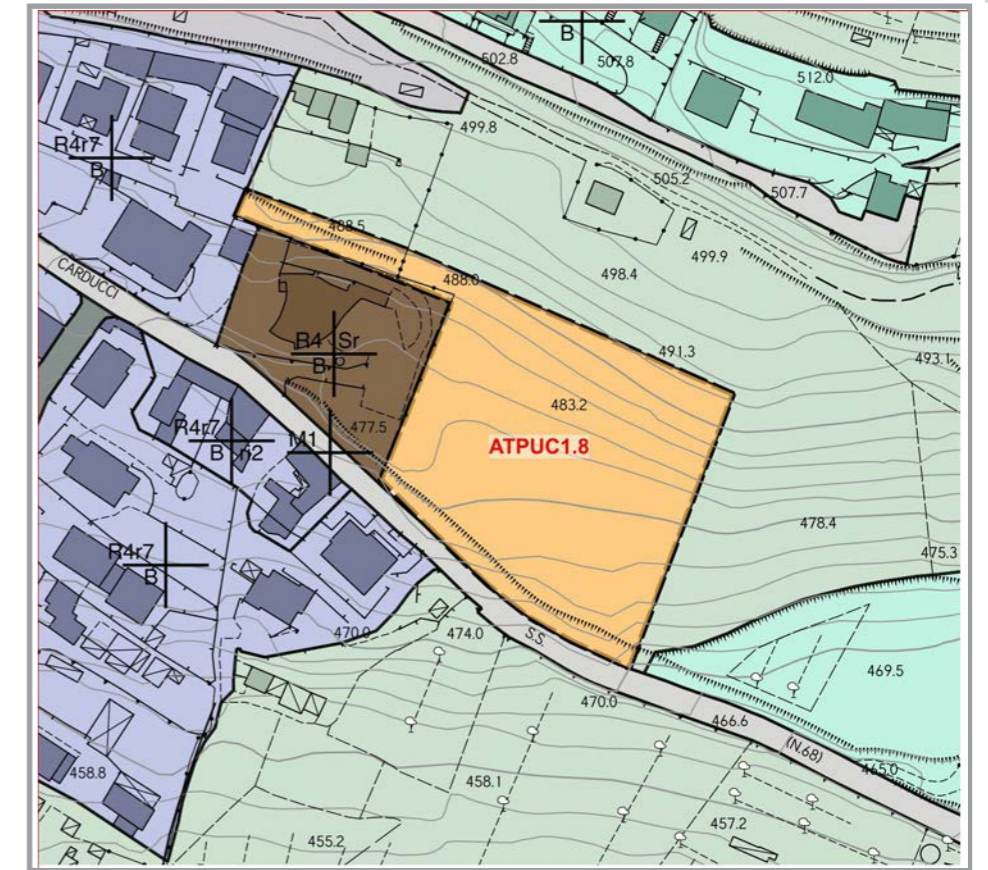 B
502.8
507.8
512.0
499.8
R4r7
B
505.2
507.7
488.5
499.9
CARDUCCI
488.0
498.4
R4 Sr
B
491.3
493.1
483.2
R4r7
B ri2
M1
477.5
ATPUC1.8
478.4
R4r7
B
475.3
470.0
474.0
S.S.
469.5
470.0
466.6
(N.68)
458.8
458.1
465.0
457.2
455.2